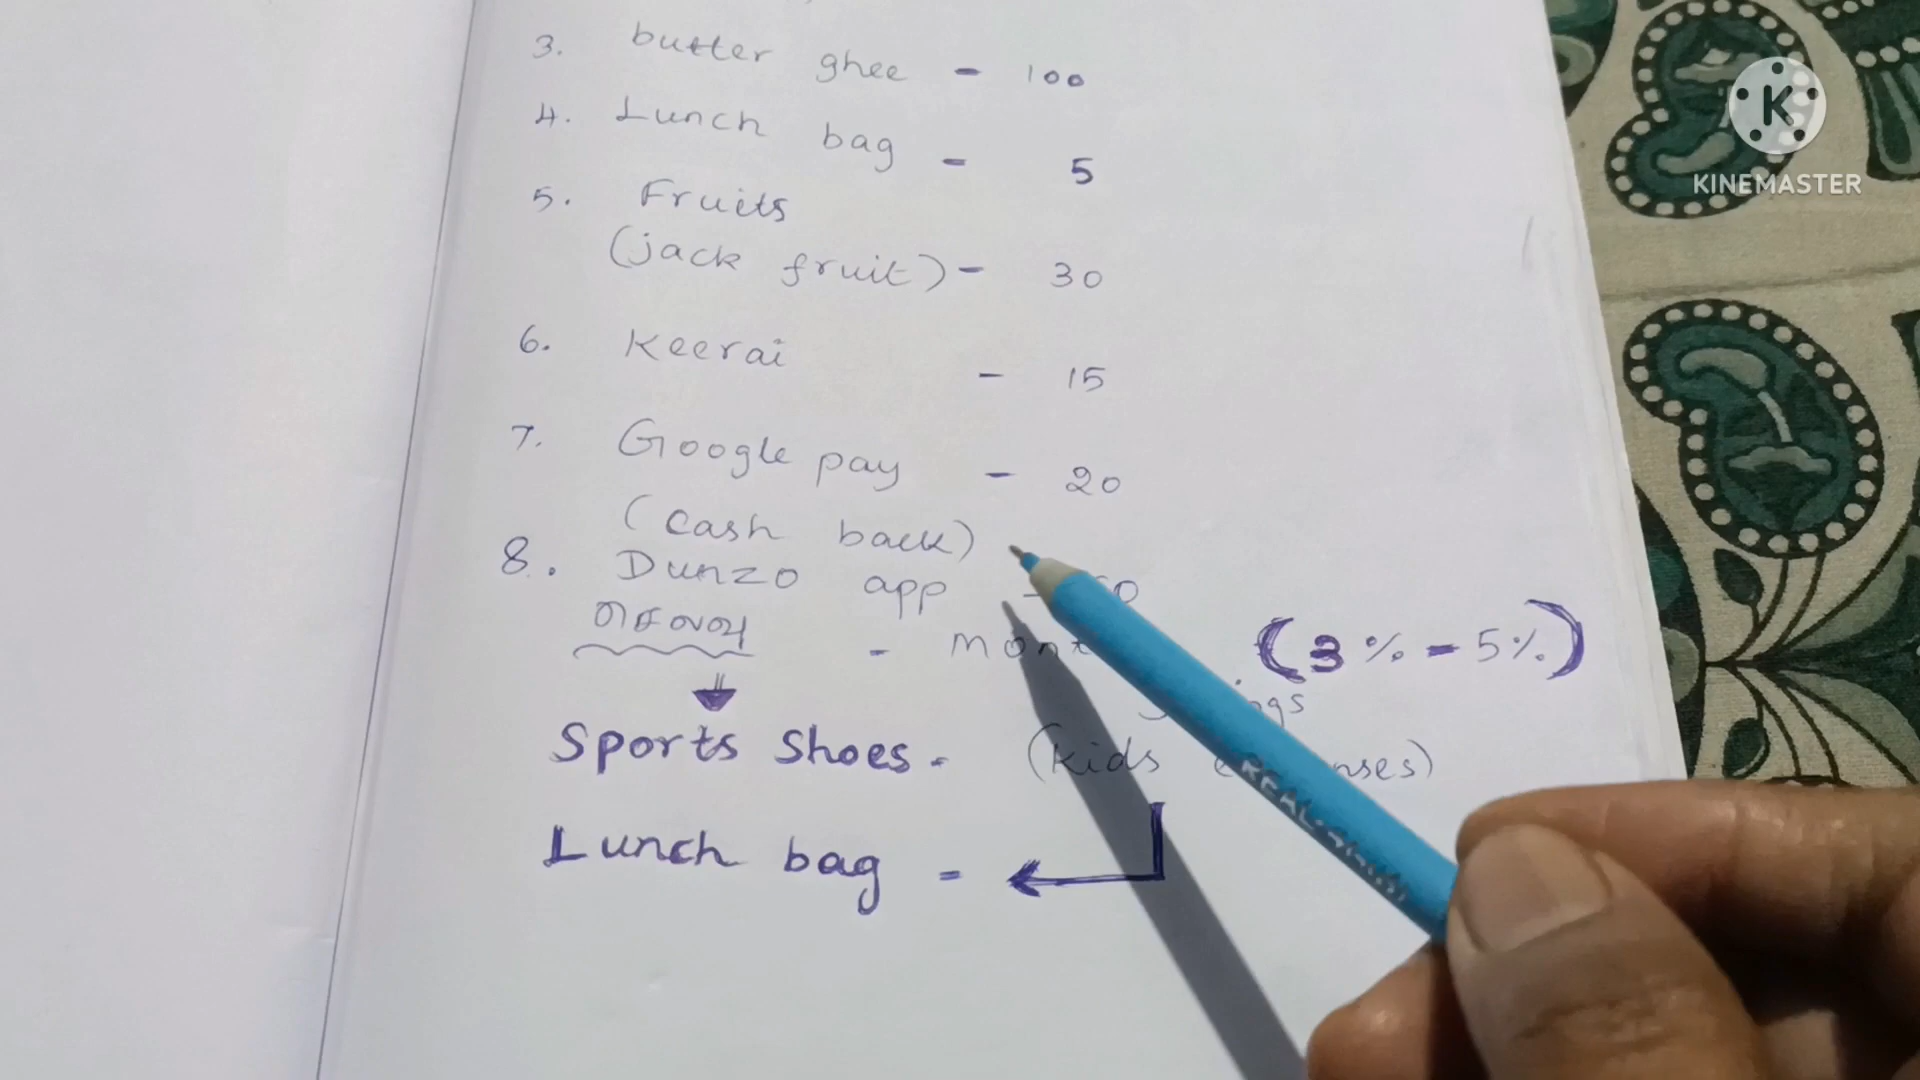 3. butter ghee - 100
4. Lunch bag - 5
5. Fruits
(jack fruit) - 30
6. Keerai - 15
7. Google pay - 20
(cash back)
8. Dunzo app -
- (3% - 5%)
Sports Shoes. (kids
Lunch bag -
K
KINEMASTER